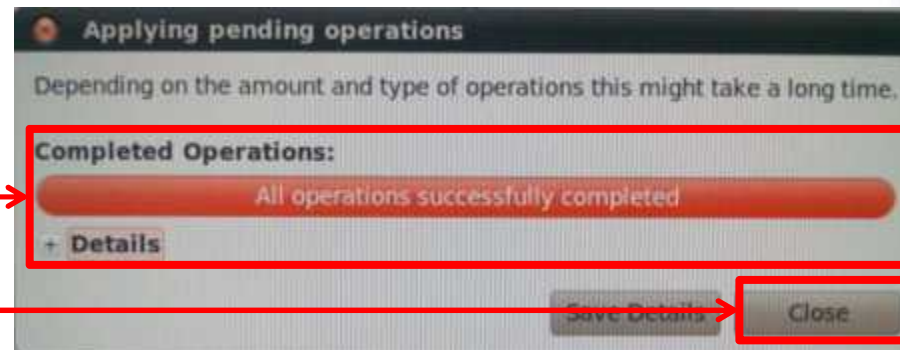 Applying pending operations
Depending on the amount and type of operations this might take a long time.
Completed Operations:
All operations successfully completed
+ Details
Save Details
Close